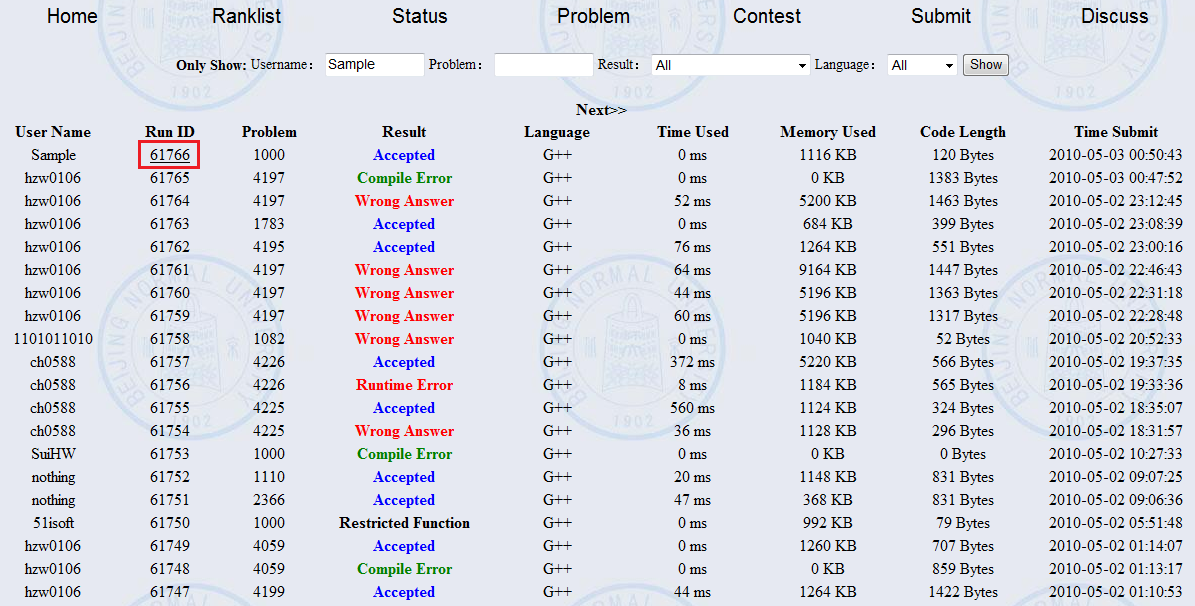 Home Ranklist Status Problem Contest Submit Discuss
Only Show: Username: Sample Problem: Result: All Language: All Show
Next>>
User Name Run ID Problem Result Language Time Used Memory Used Code Length Time Submit
Sample 61766 1000 Accepted G++ 0 ms 1116 KB 120 Bytes 2010-05-03 00:50:43
hzw0106 61765 4197 Compile Error G++ 0 ms 0 KB 1383 Bytes 2010-05-03 00:47:52
hzw0106 61764 4197 Wrong Answer G++ 52 ms 5200 KB 1463 Bytes 2010-05-02 23:12:45
hzw0106 61763 1783 Accepted G++ 0 ms 684 KB 399 Bytes 2010-05-02 23:08:39
hzw0106 61762 4195 Accepted G++ 76 ms 1264 KB 551 Bytes 2010-05-02 23:00:16
hzw0106 61761 4197 Wrong Answer G++ 64 ms 9164 KB 1447 Bytes 2010-05-02 22:46:43
hzw0106 61760 4197 Wrong Answer G++ 44 ms 5196 KB 1363 Bytes 2010-05-02 22:31:18
hzw0106 61759 4197 Wrong Answer G++ 60 ms 5196 KB 1317 Bytes 2010-05-02 22:28:48
1101011010 61758 1082 Wrong Answer G++ 0 ms 1040 KB 52 Bytes 2010-05-02 20:52:33
ch0588 61757 4226 Accepted G++ 372 ms 5220 KB 566 Bytes 2010-05-02 19:37:35
ch0588 61756 4226 Runtime Error G++ 8 ms 1184 KB 565 Bytes 2010-05-02 19:33:36
ch0588 61755 4225 Accepted G++ 560 ms 1124 KB 324 Bytes 2010-05-02 18:35:07
ch0588 61754 4225 Wrong Answer G++ 36 ms 1128 KB 296 Bytes 2010-05-02 18:31:57
SuiHW 61753 1000 Compile Error G++ 0 ms 0 KB 0 Bytes 2010-05-02 10:27:33
nothing 61752 1110 Accepted G++ 20 ms 1148 KB 831 Bytes 2010-05-02 09:07:25
nothing 61751 2366 Accepted G++ 47 ms 368 KB 831 Bytes 2010-05-02 09:06:36
51isoft 61750 1000 Restricted Function G++ 0 ms 992 KB 79 Bytes 2010-05-02 05:51:48
hzw0106 61749 4059 Accepted G++ 0 ms 1260 KB 707 Bytes 2010-05-02 01:14:07
hzw0106 61748 4059 Compile Error G++ 0 ms 0 KB 859 Bytes 2010-05-02 01:13:17
hzw0106 61747 4199 Accepted G++ 44 ms 1264 KB 1422 Bytes 2010-05-02 01:10:53
BEIJING NORMAL UNIVERSITY
1902